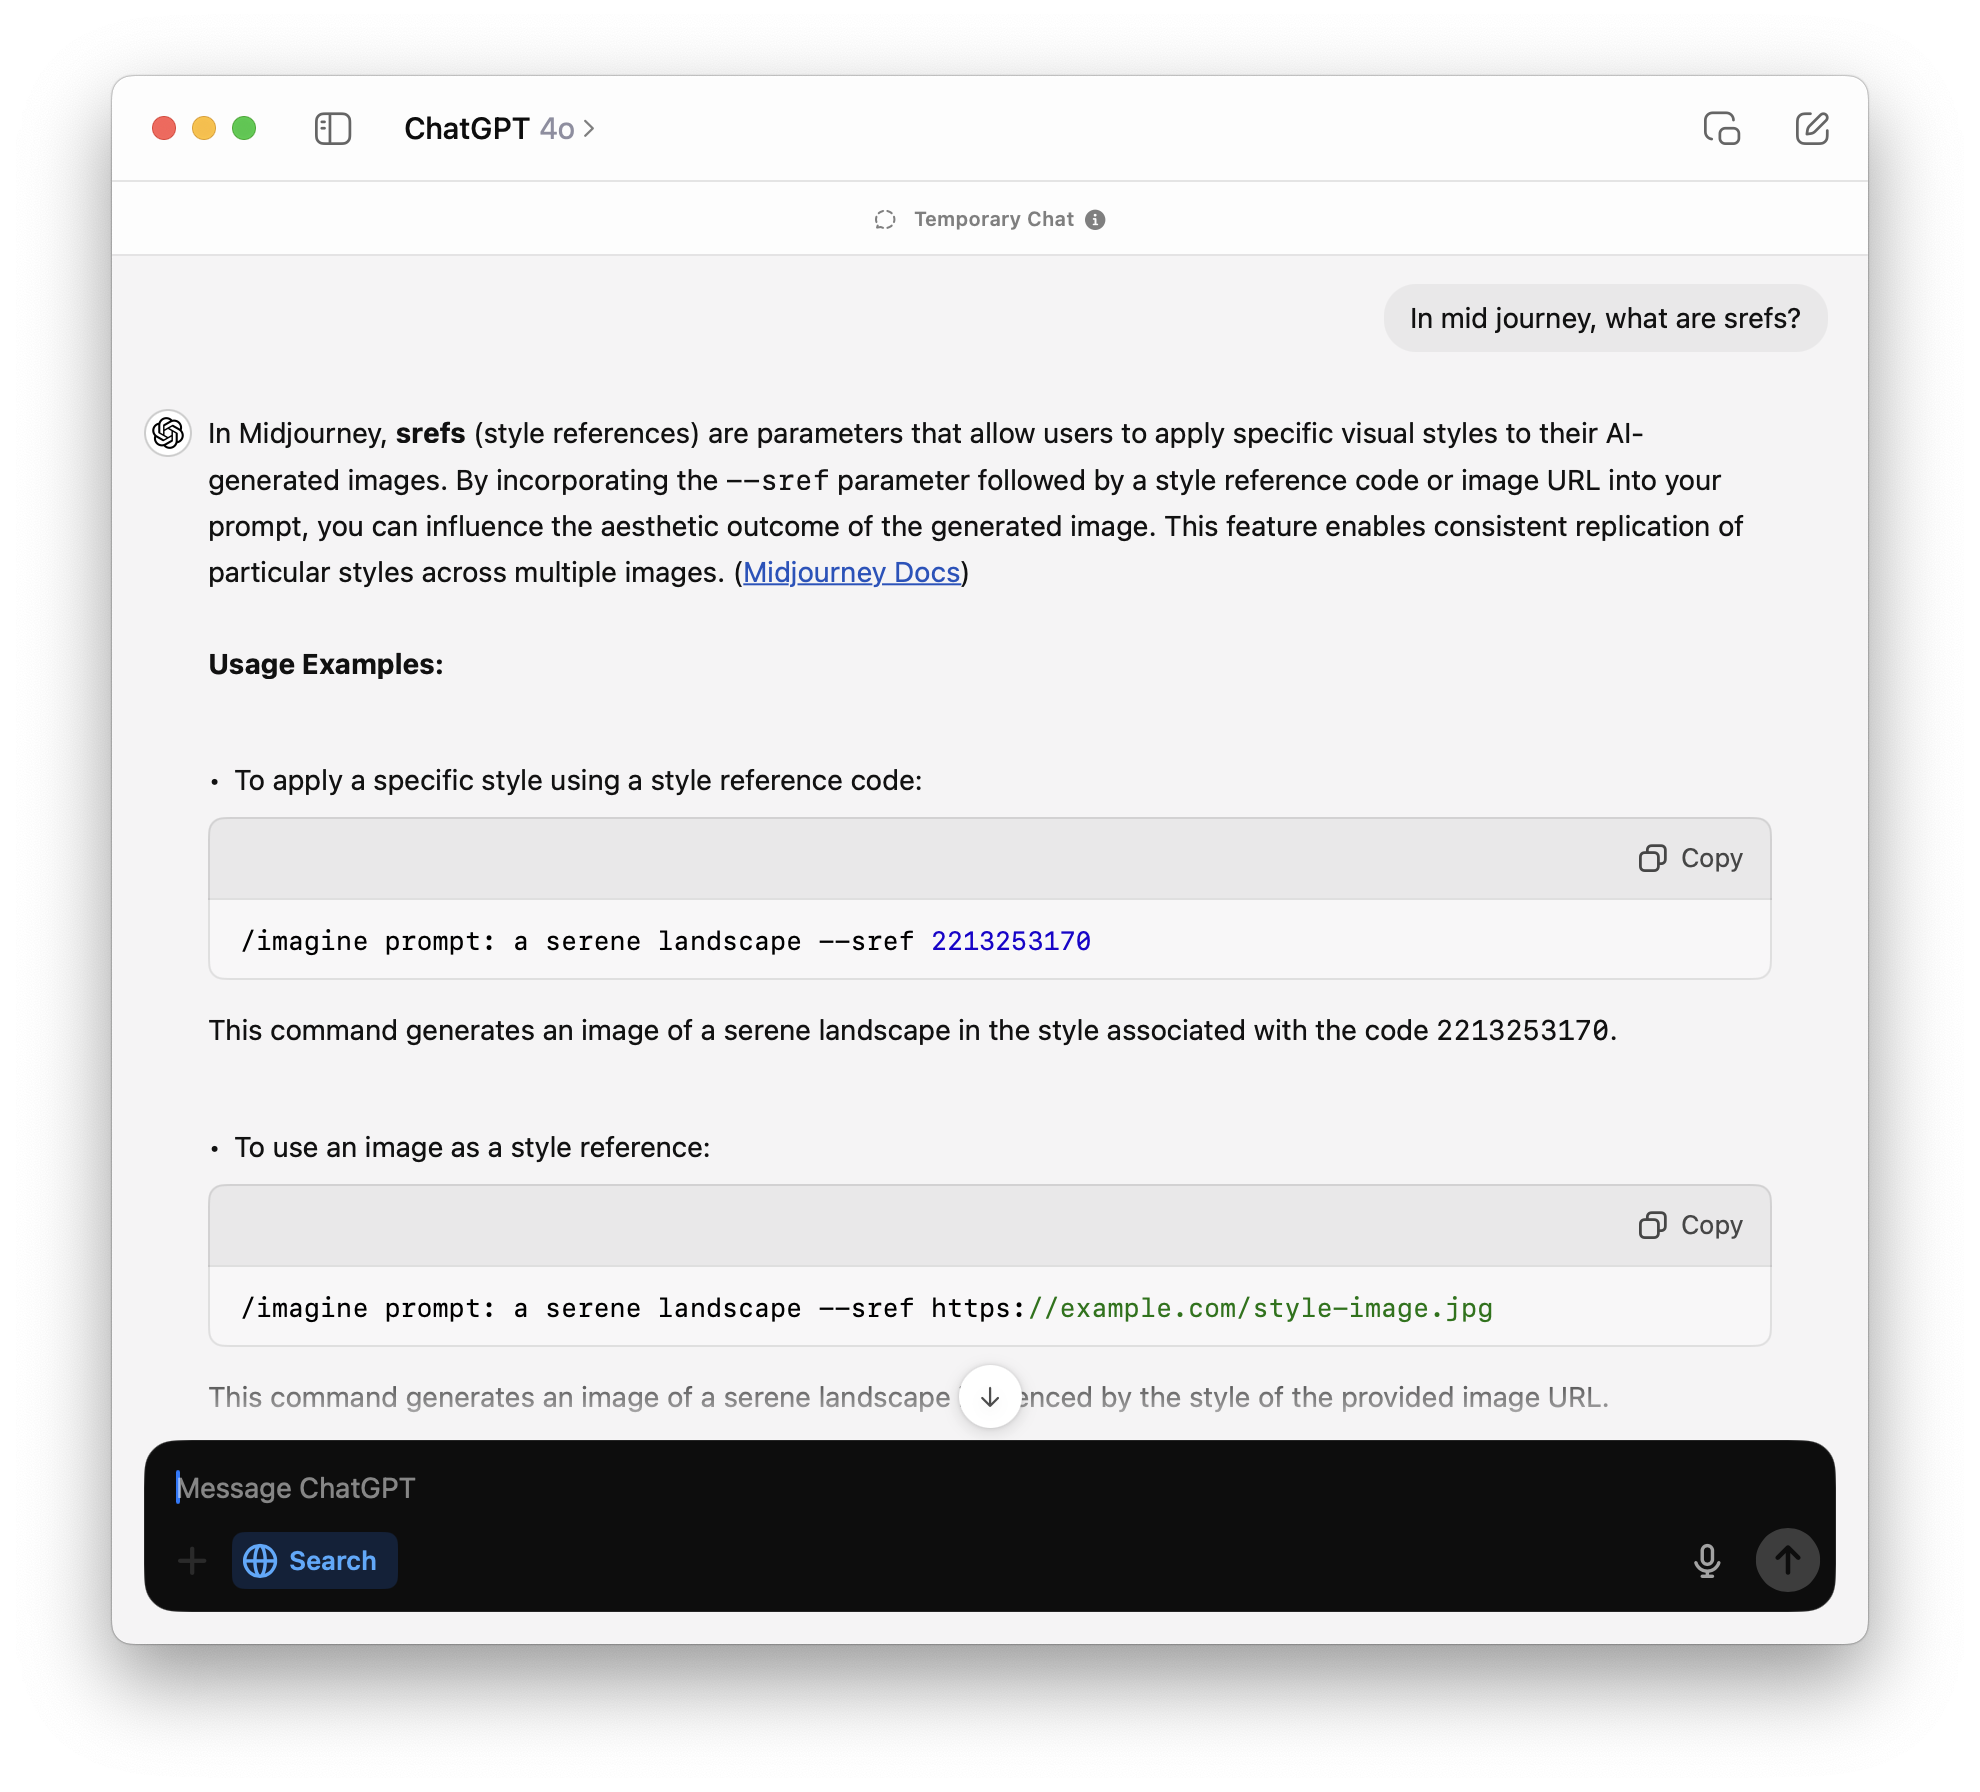 ChatGPT 4o
Temporary Chat
In mid journey, what are srefs?
In Midjourney, srefs (style references) are parameters that allow users to apply specific visual styles to their AI-
generated images. By incorporating the --sref parameter followed by a style reference code or image URL into your
prompt, you can influence the aesthetic outcome of the generated image. This feature enables consistent replication of
particular styles across multiple images. (Midjourney Docs)
Usage Examples:
• To apply a specific style using a style reference code:
Copy
/imagine prompt: a serene landscape --sref 2213253170
This command generates an image of a serene landscape in the style associated with the code 2213253170.
• To use an image as a style reference:
Copy
/imagine prompt: a serene landscape --sref https://example.com/style-image.jpg
This command generates an image of a serene landscape enced by the style of the provided image URL.
Message ChatGPT
Search